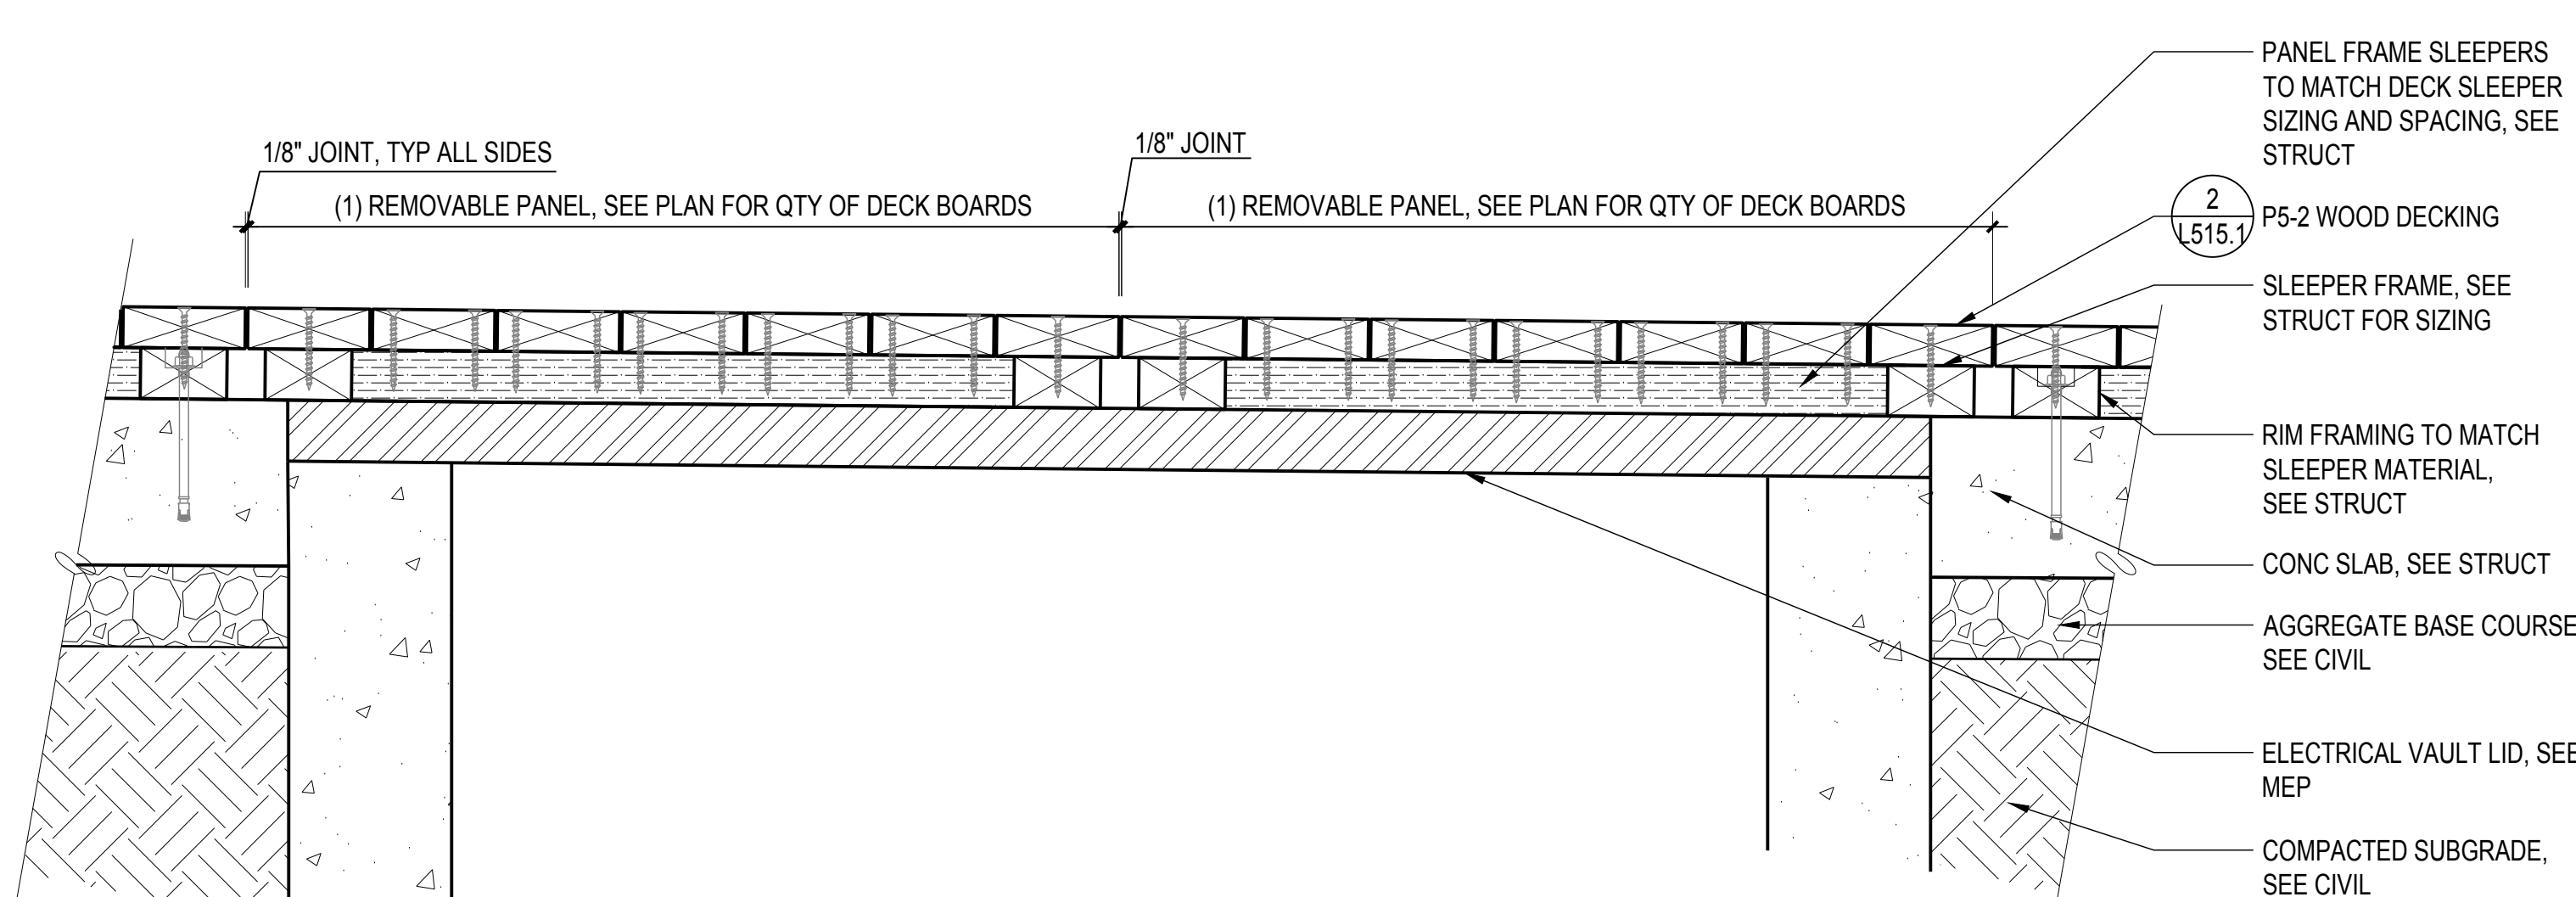 1/8" JOINT, TYP ALL SIDES
1/8" JOINT
(1) REMOVABLE PANEL, SEE PLAN FOR QTY OF DECK BOARDS
(1) REMOVABLE PANEL, SEE PLAN FOR QTY OF DECK BOARDS
PANEL FRAME SLEEPERS
TO MATCH DECK SLEEPER
SIZING AND SPACING, SEE
STRUCT
2
L515.1
P5-2 WOOD DECKING
SLEEPER FRAME, SEE
STRUCT FOR SIZING
RIM FRAMING TO MATCH
SLEEPER MATERIAL,
SEE STRUCT
CONC SLAB, SEE STRUCT
AGGREGATE BASE COURSE
SEE CIVIL
ELECTRICAL VAULT LID, SEE
MEP
COMPACTED SUBGRADE,
SEE CIVIL